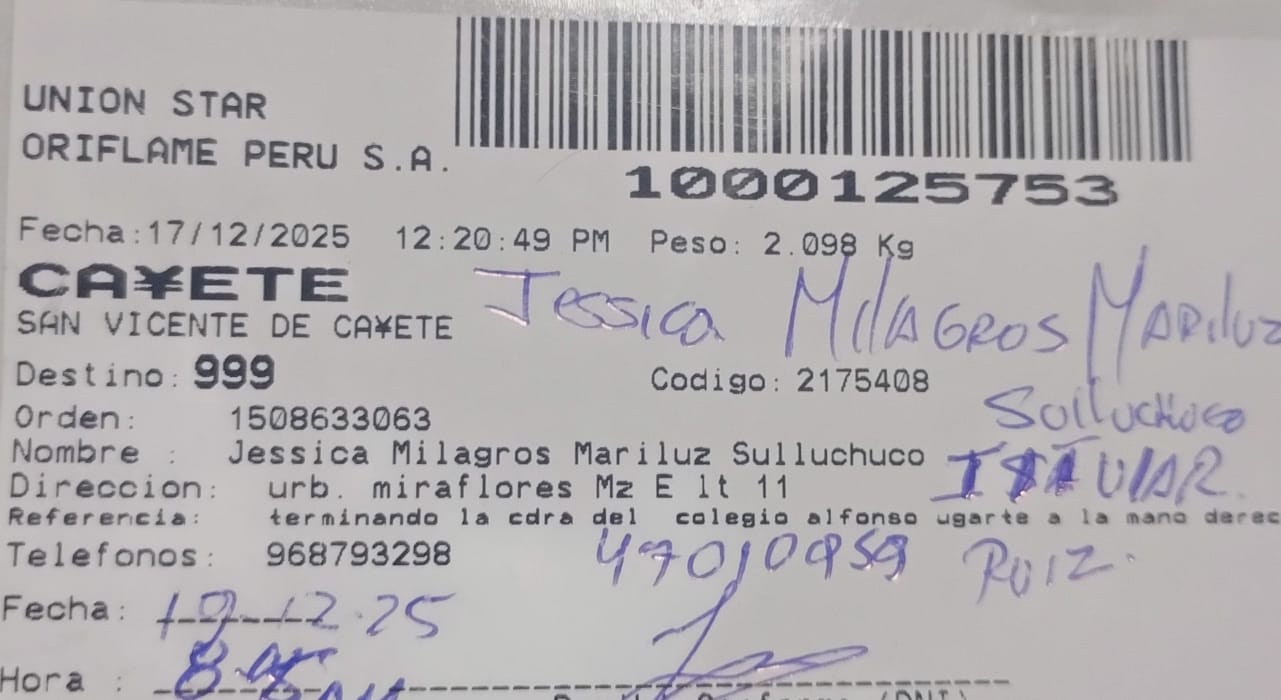 UNION STAR
ORIFLAME PERU S.A.
1000125753
Fecha:17/12/2025 12:20:49 PM Peso: 2.098 Kg
CA¥ETE
SAN VICENTE DE CA¥ETE
Jessica Milagros Mariluz
Destino: 999 Codigo: 2175408
Sulluchuco
Orden: 1508633063
Nombre : Jessica Milagros Mariluz Sulluchuco
TITULAR.
Direccion: urb. miraflores Mz E lt 11
Referencia: terminando la cdra del colegio alfonso ugarte a la mano derec
Telefonos: 968793298
Ruiz.
Fecha: 19-12-25
Hora :
(DNI)